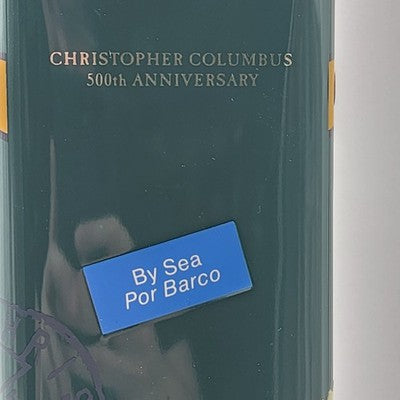 CHRISTOPHER COLUMBUS
500th ANNIVERSARY
By Sea
Por Barco